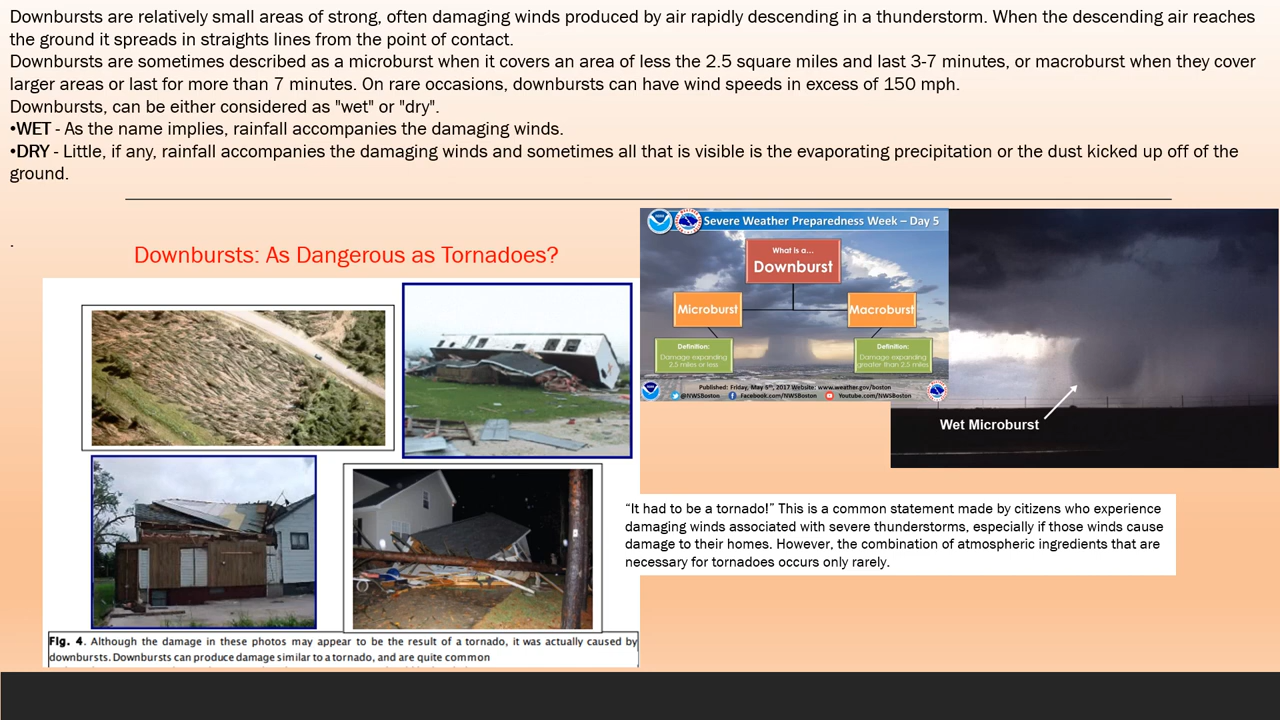 Downbursts are relatively small areas of strong, often damaging winds produced by air rapidly descending in a thunderstorm. When the descending air reaches
the ground it spreads in straights lines from the point of contact.
Downbursts are sometimes described as a microburst when it covers an area of less the 2.5 square miles and last 3-7 minutes, or macroburst when they cover
larger areas or last for more than 7 minutes. On rare occasions, downbursts can have wind speeds in excess of 150 mph.
Downbursts, can be either considered as "wet" or "dry".
•WET - As the name implies, rainfall accompanies the damaging winds.
•DRY - Little, if any, rainfall accompanies the damaging winds and sometimes all that is visible is the evaporating precipitation or the dust kicked up off of the
ground.
.
Downbursts: As Dangerous as Tornadoes?
Fig. 4. Although the damage in these photos may appear to be the result of a tornado, it was actually caused by
downbursts. Downbursts can produce damage similar to a tornado, and are quite common
Severe Weather Preparedness Week – Day 5
What is a...
Downburst
Microburst
Macroburst
Definition:
Damage expanding
2.5 miles or less
Definition:
Damage expanding
greater than 2.5 miles
Published: Friday, May 5th, 2017 Website: www.weather.gov/boston
@NWSBoston Facebook.com/NWSBoston Youtube.com/NWSBoston
Wet Microburst
“It had to be a tornado!” This is a common statement made by citizens who experience
damaging winds associated with severe thunderstorms, especially if those winds cause
damage to their homes. However, the combination of atmospheric ingredients that are
necessary for tornadoes occurs only rarely.